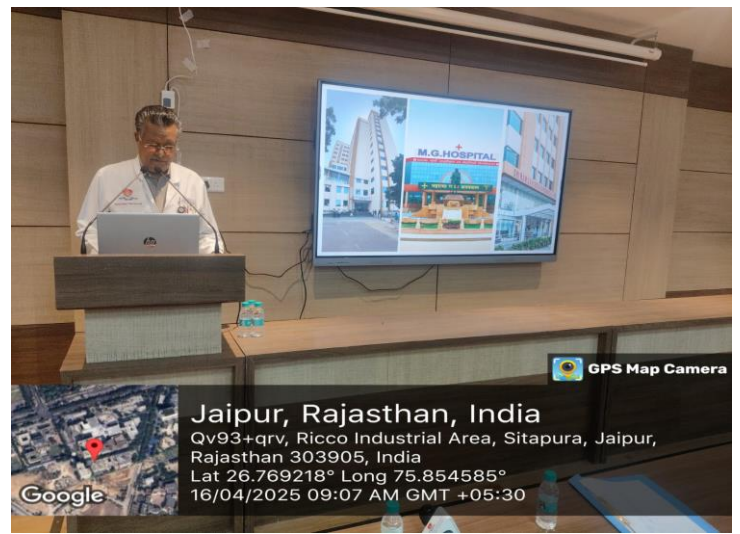 M.G.HOSPITAL
GPS Map Camera
Jaipur, Rajasthan, India
Qv93+qrv, Ricco Industrial Area, Sitapura, Jaipur,
Rajasthan 303905, India
Lat 26.769218° Long 75.854585°
16/04/2025 09:07 AM GMT +05:30
Google